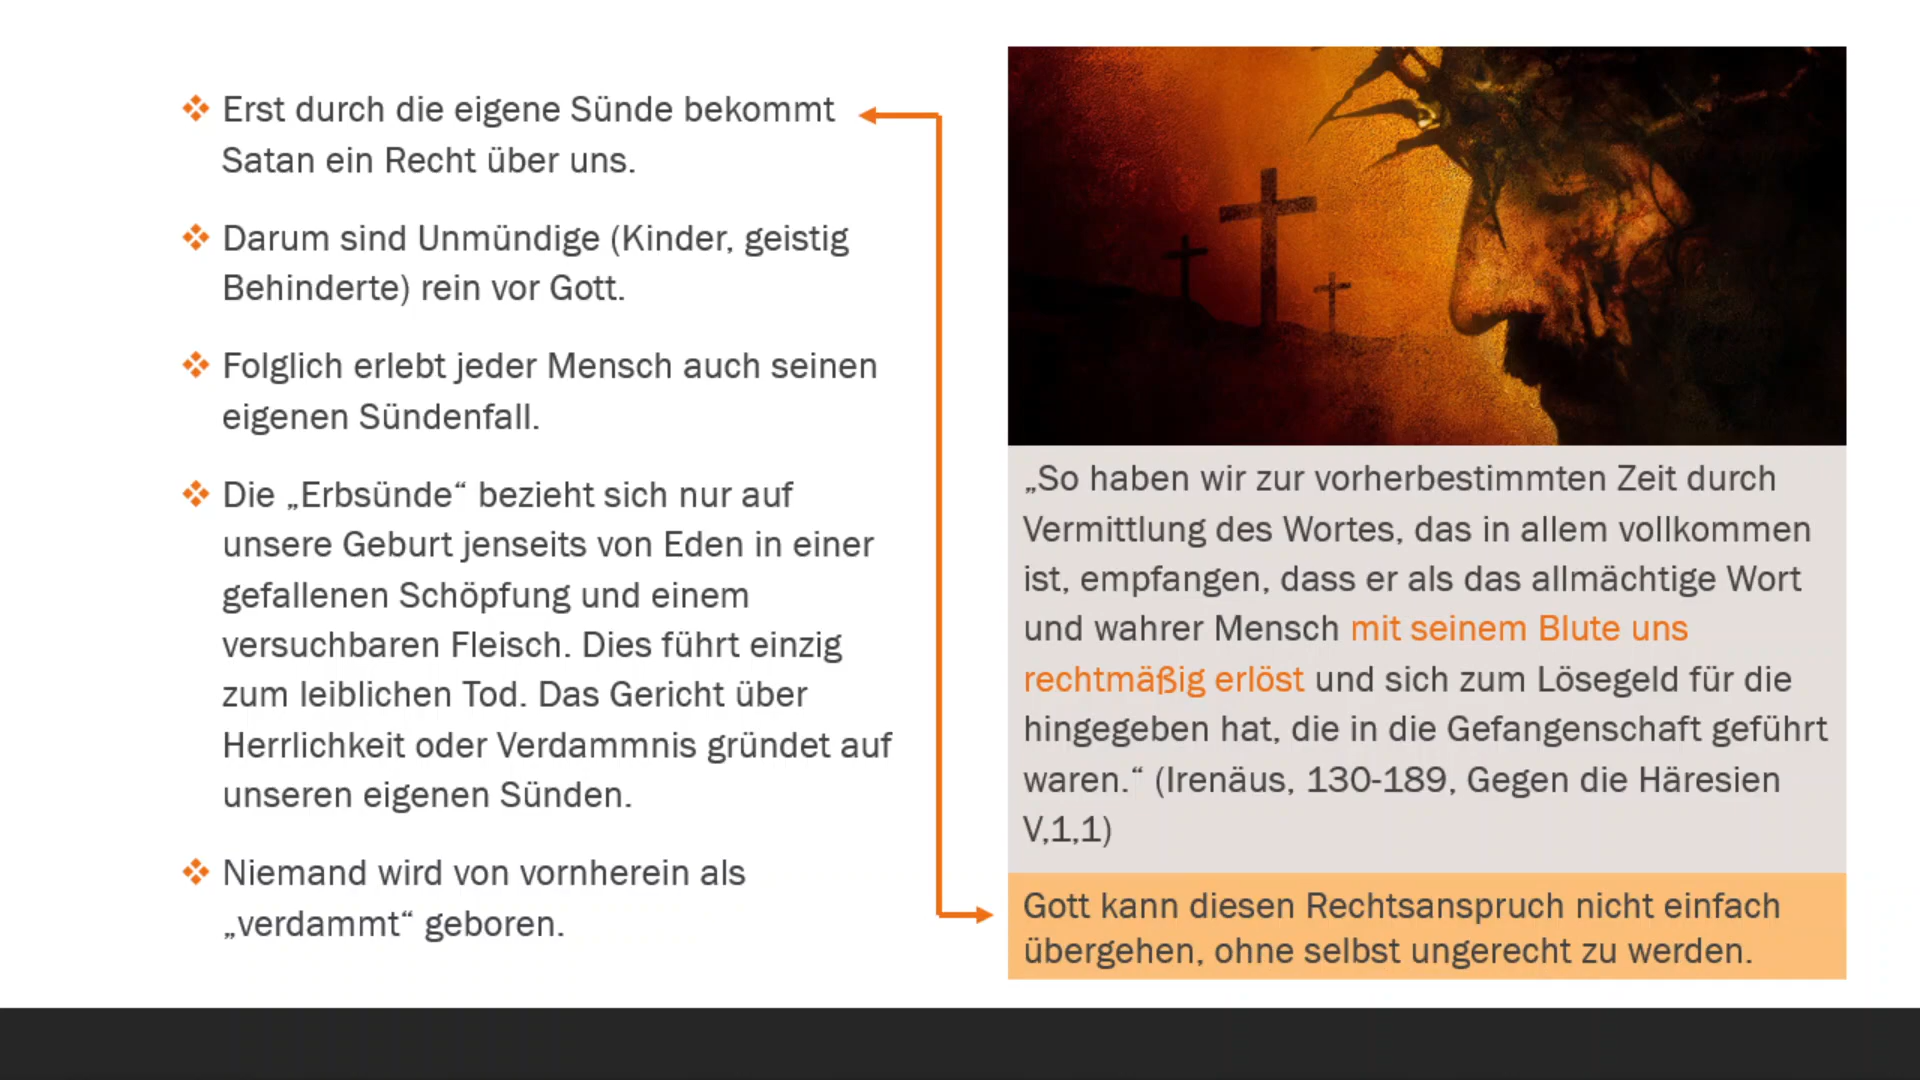 Erst durch die eigene Sünde bekommt
Satan ein Recht über uns.
Darum sind Unmündige (Kinder, geistig
Behinderte) rein vor Gott.
Folglich erlebt jeder Mensch auch seinen
eigenen Sündenfall.
Die „Erbsünde“ bezieht sich nur auf
unsere Geburt jenseits von Eden in einer
gefallenen Schöpfung und einem
versuchbaren Fleisch. Dies führt einzig
zum leiblichen Tod. Das Gericht über
Herrlichkeit oder Verdammnis gründet auf
unseren eigenen Sünden.
Niemand wird von vornherein als
„verdammt“ geboren.
„So haben wir zur vorherbestimmten Zeit durch
Vermittlung des Wortes, das in allem vollkommen
ist, empfangen, dass er als das allmächtige Wort
und wahrer Mensch mit seinem Blute uns
rechtmäßig erlöst und sich zum Lösegeld für die
hingegeben hat, die in die Gefangenschaft geführt
waren.“ (Irenäus, 130-189, Gegen die Häresien
V,1,1)
Gott kann diesen Rechtsanspruch nicht einfach
übergehen, ohne selbst ungerecht zu werden.